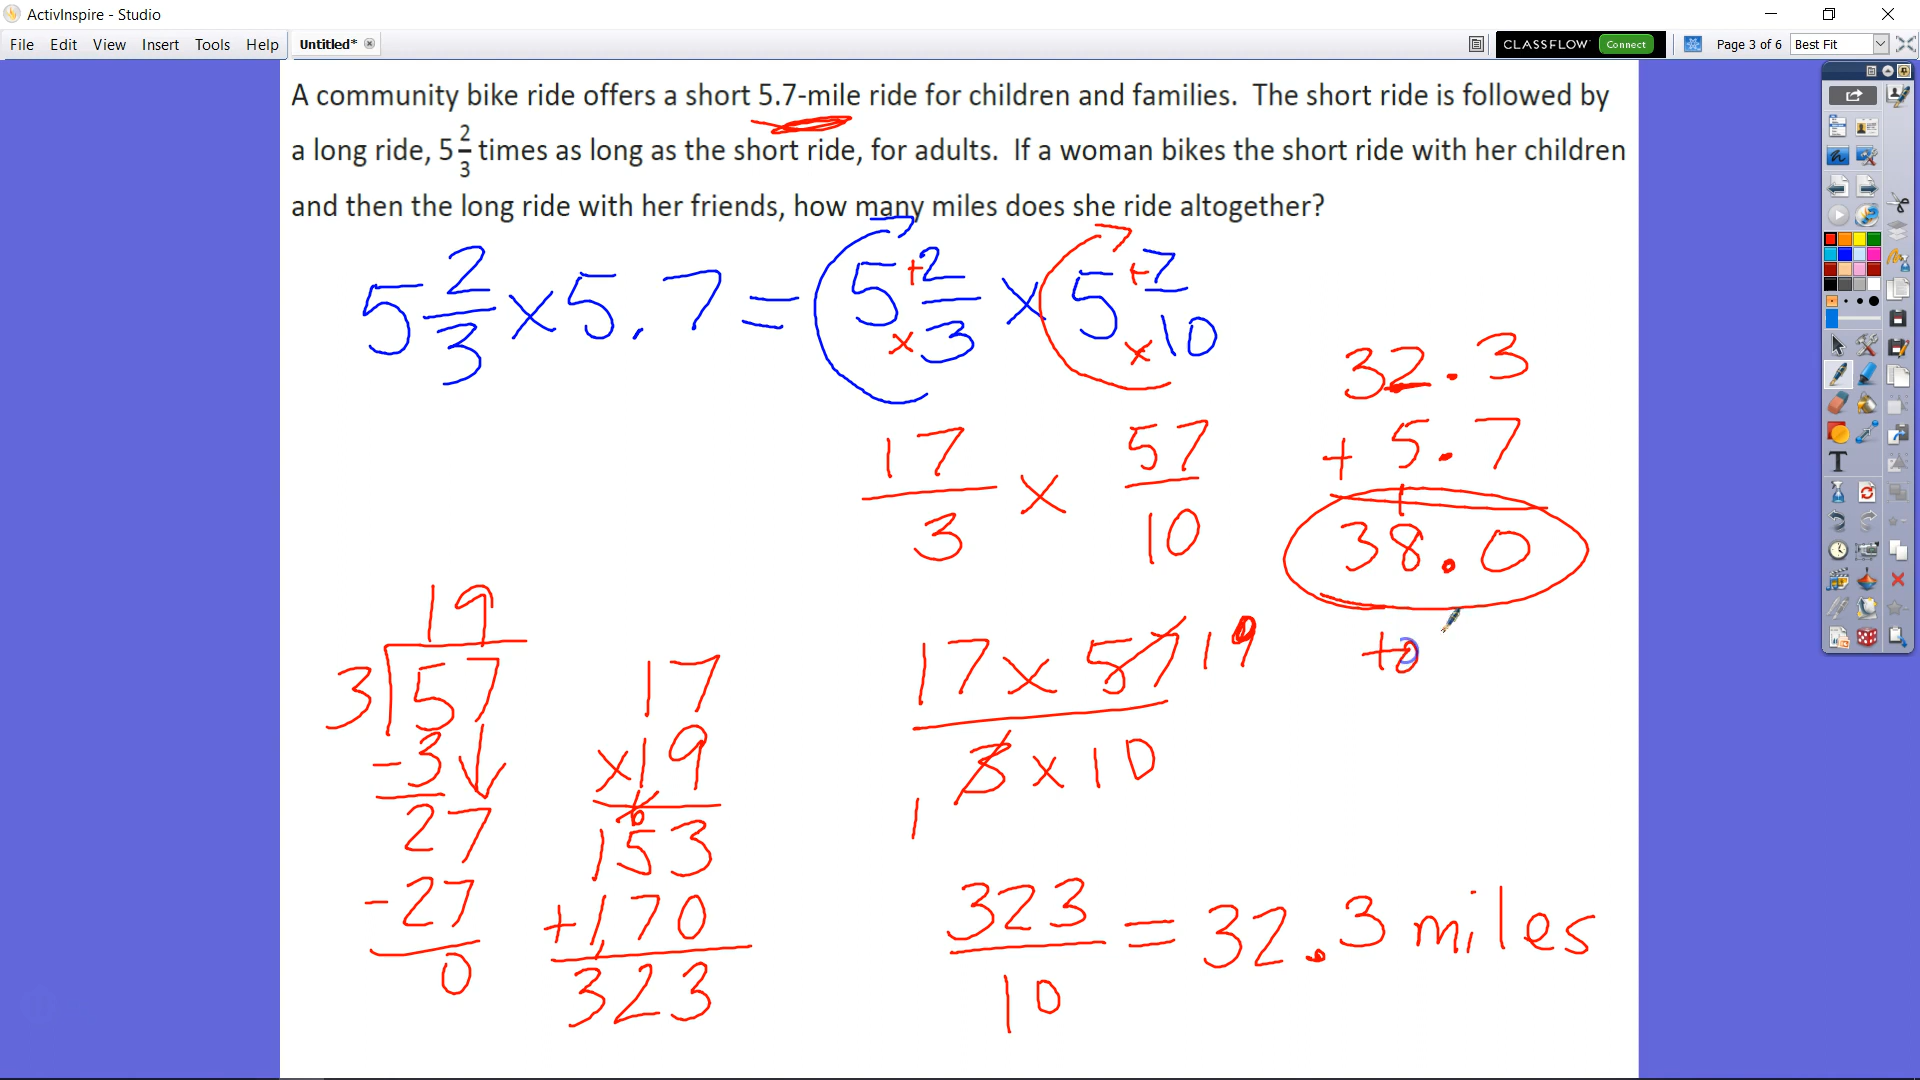 ActivInspire - Studio
File Edit View Insert Tools Help Untitled* CLASSFLOW Connect Page 3 of 6 Best Fit
A community bike ride offers a short 5.7-mile ride for children and families. The short ride is followed by
a long ride, 5 2/3 times as long as the short ride, for adults. If a woman bikes the short ride with her children
and then the long ride with her friends, how many miles does she ride altogether?
5 2/3 × 5.7 = 5 + 2/× 3 × 5 + 7/× 10
17/3 × 57/10
32.3
+ 5.7
1
38.0
to
19
3 57
-3↓
27
-27
0
17
×19
6
153
+170
1
323
17 × 57 19
3 × 10
1
323/10 = 32.3 miles
T